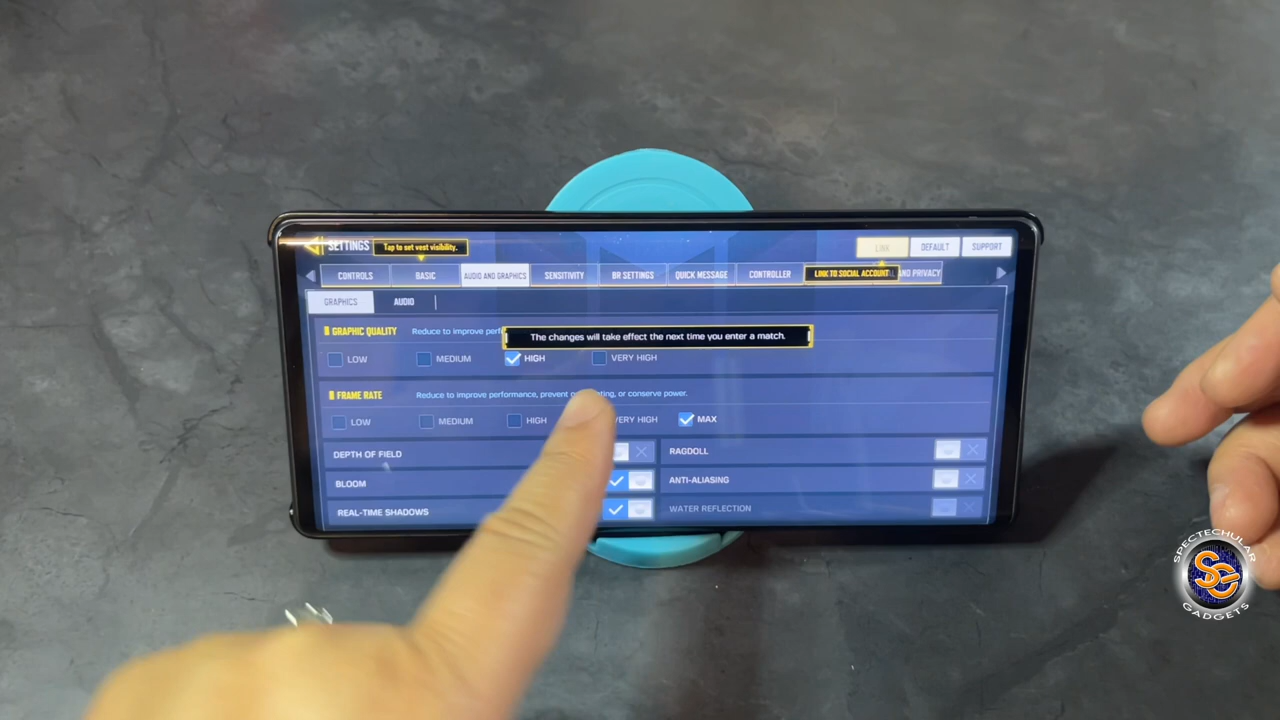 SETTINGS
Tap to set vest visibility.
LINK
DEFAULT
SUPPORT
CONTROLS
BASIC
AUDIO AND GRAPHICS
SENSITIVITY
BR SETTINGS
QUICK MESSAGE
CONTROLLER
LINK TO SOCIAL ACCOUNT
AND PRIVACY
GRAPHICS
AUDIO
GRAPHIC QUALITY
Reduce to improve
The changes will take effect the next time you enter a match.
LOW
MEDIUM
HIGH
VERY HIGH
FRAME RATE
Reduce to improve performance, prevent or conserve power.
LOW
MEDIUM
HIGH
VERY HIGH
MAX
DEPTH OF FIELD
RAGDOLL
BLOOM
ANTI-ALIASING
REAL-TIME SHADOWS
WATER REFLECTION
SPECTECHULAR
SG
GADGETS